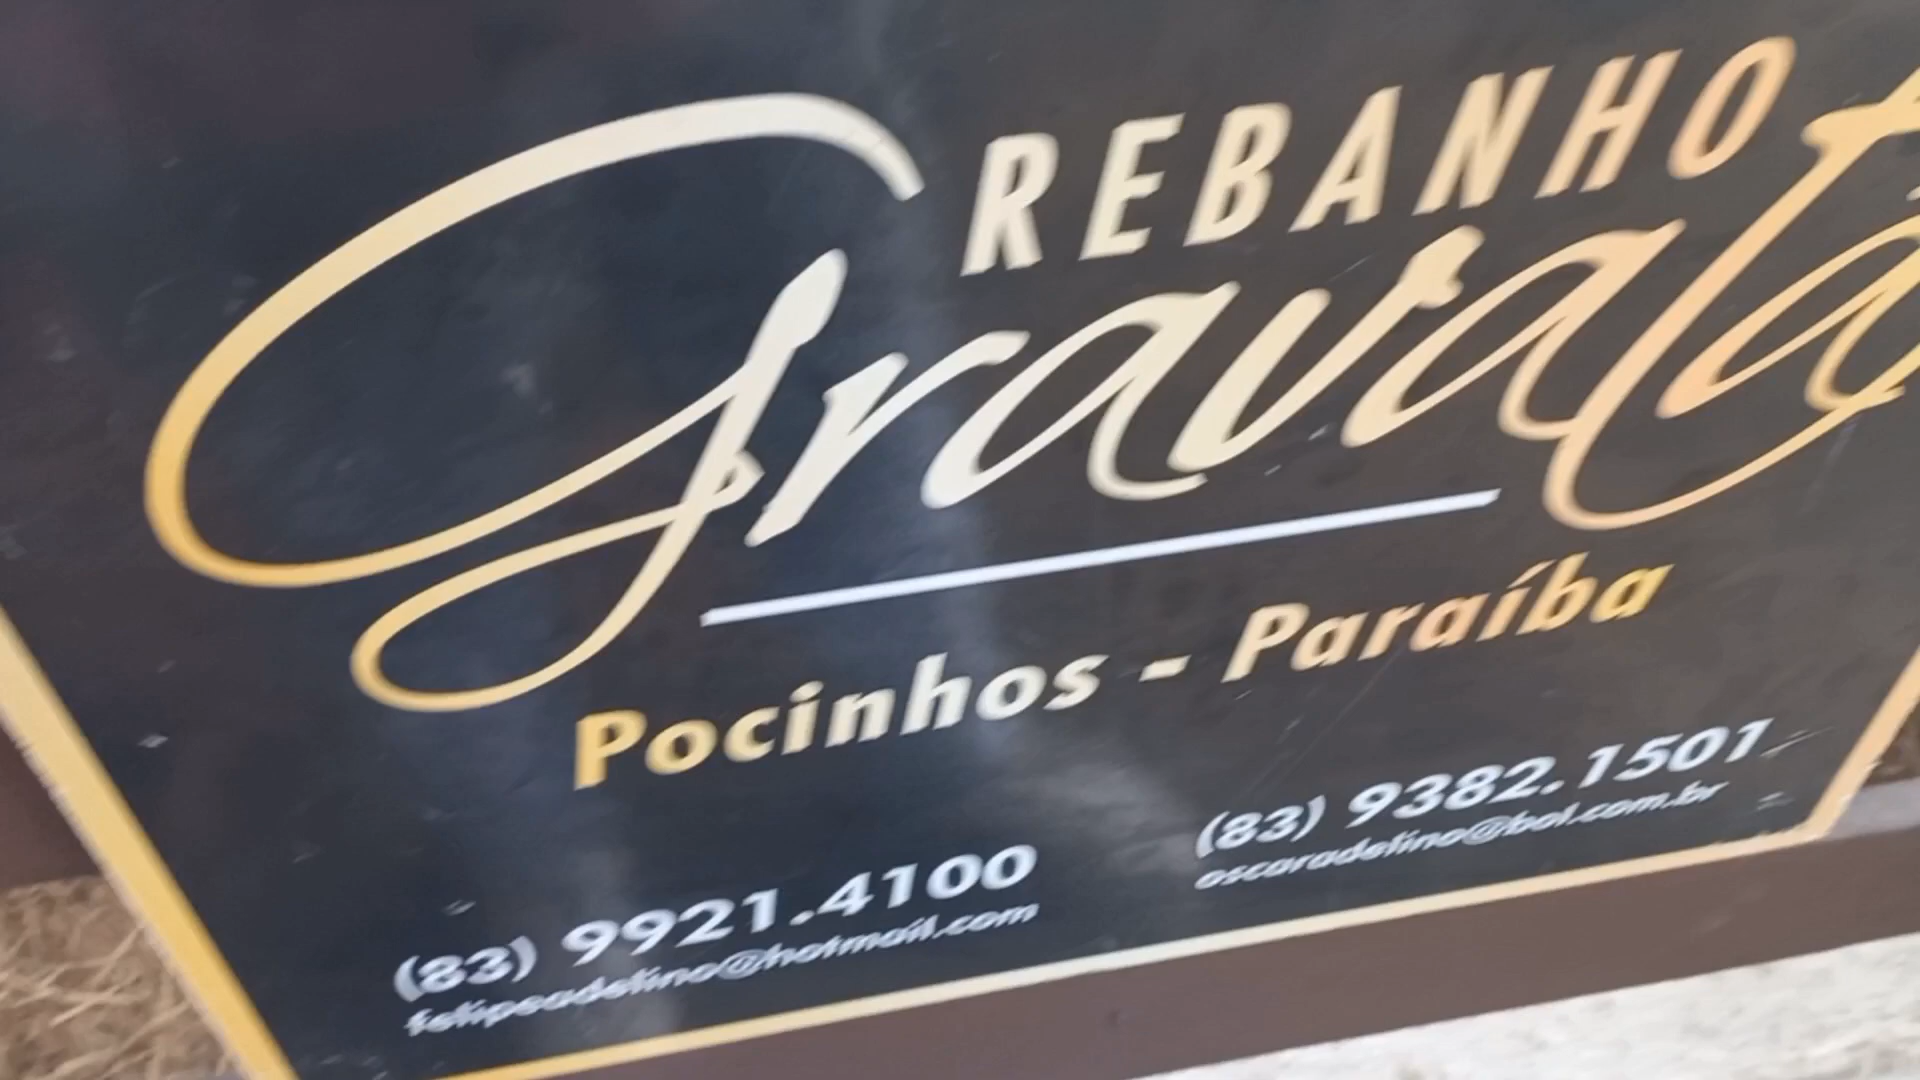 REBANHO
Gravatá
Pocinhos - Paraíba
(83) 9921.4100
felipeadelino@hotmail.com
(83) 9382.1501
oscaradelino@bol.com.br